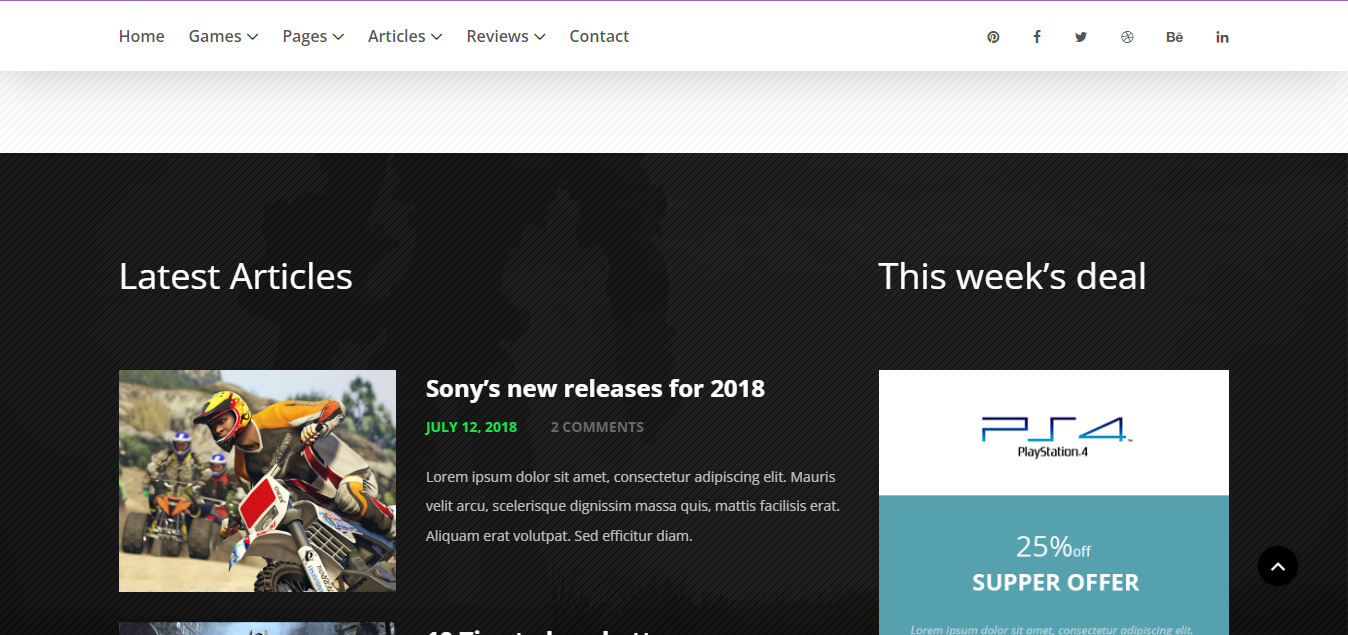 Home Games Pages Articles Reviews Contact
Latest Articles
Sony’s new releases for 2018
JULY 12, 2018 2 COMMENTS
Lorem ipsum dolor sit amet, consectetur adipiscing elit. Mauris
velit arcu, scelerisque dignissim massa quis, mattis facilisis erat.
Aliquam erat volutpat. Sed efficitur diam.
This week’s deal
PS4
PlayStation.4
25%off
SUPPER OFFER
Lorem ipsum dolor sit amet, consectetur adipiscing elit.